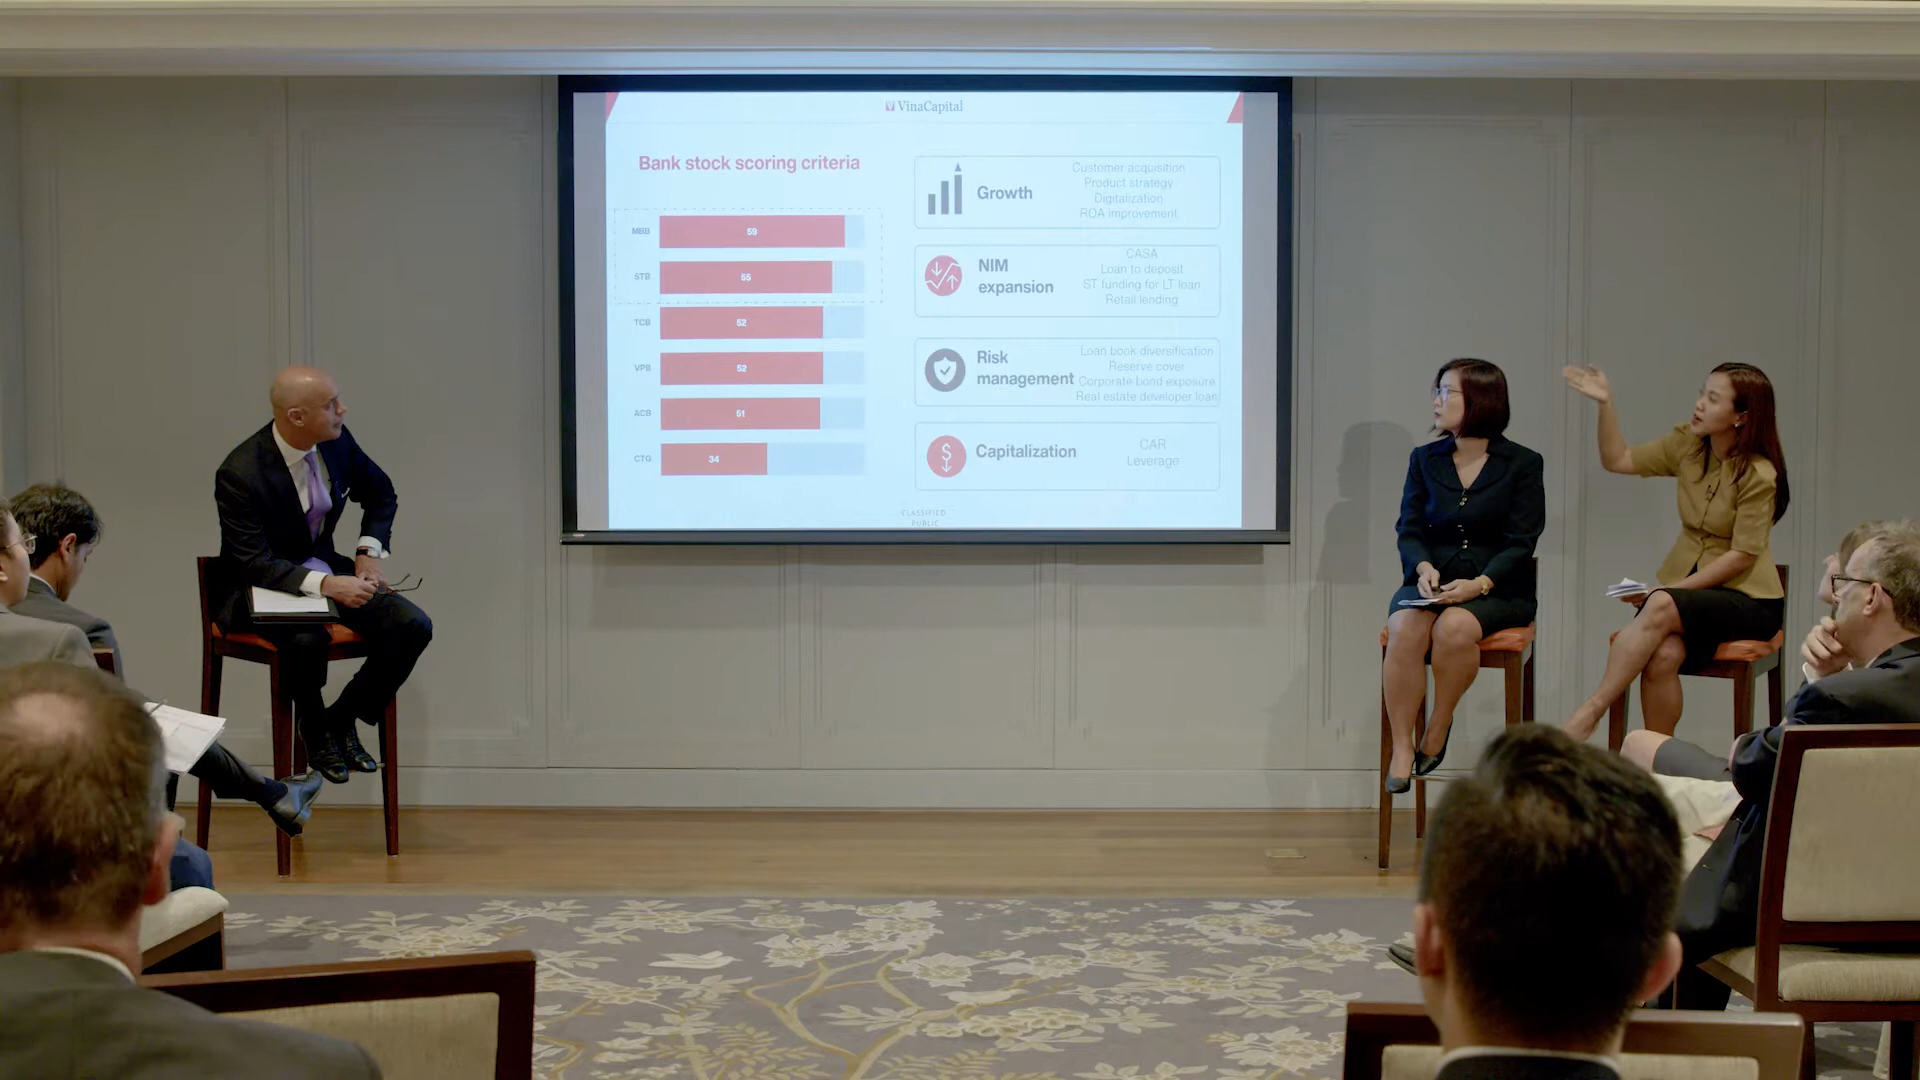 VinaCapital
Bank stock scoring criteria
MBB 59
STB 55
TCB 52
VPB 52
ACB 51
CTG 34
Growth
Customer acquisition
Product strategy
Digitalization
ROA improvement
NIM
expansion
CASA
Loan to deposit
ST funding for LT loan
Retail lending
Risk
management
Loan book diversification
Reserve cover
Corporate bond exposure
Real estate developer loan
Capitalization
CAR
Leverage
CLASSIFIED
PUBLIC